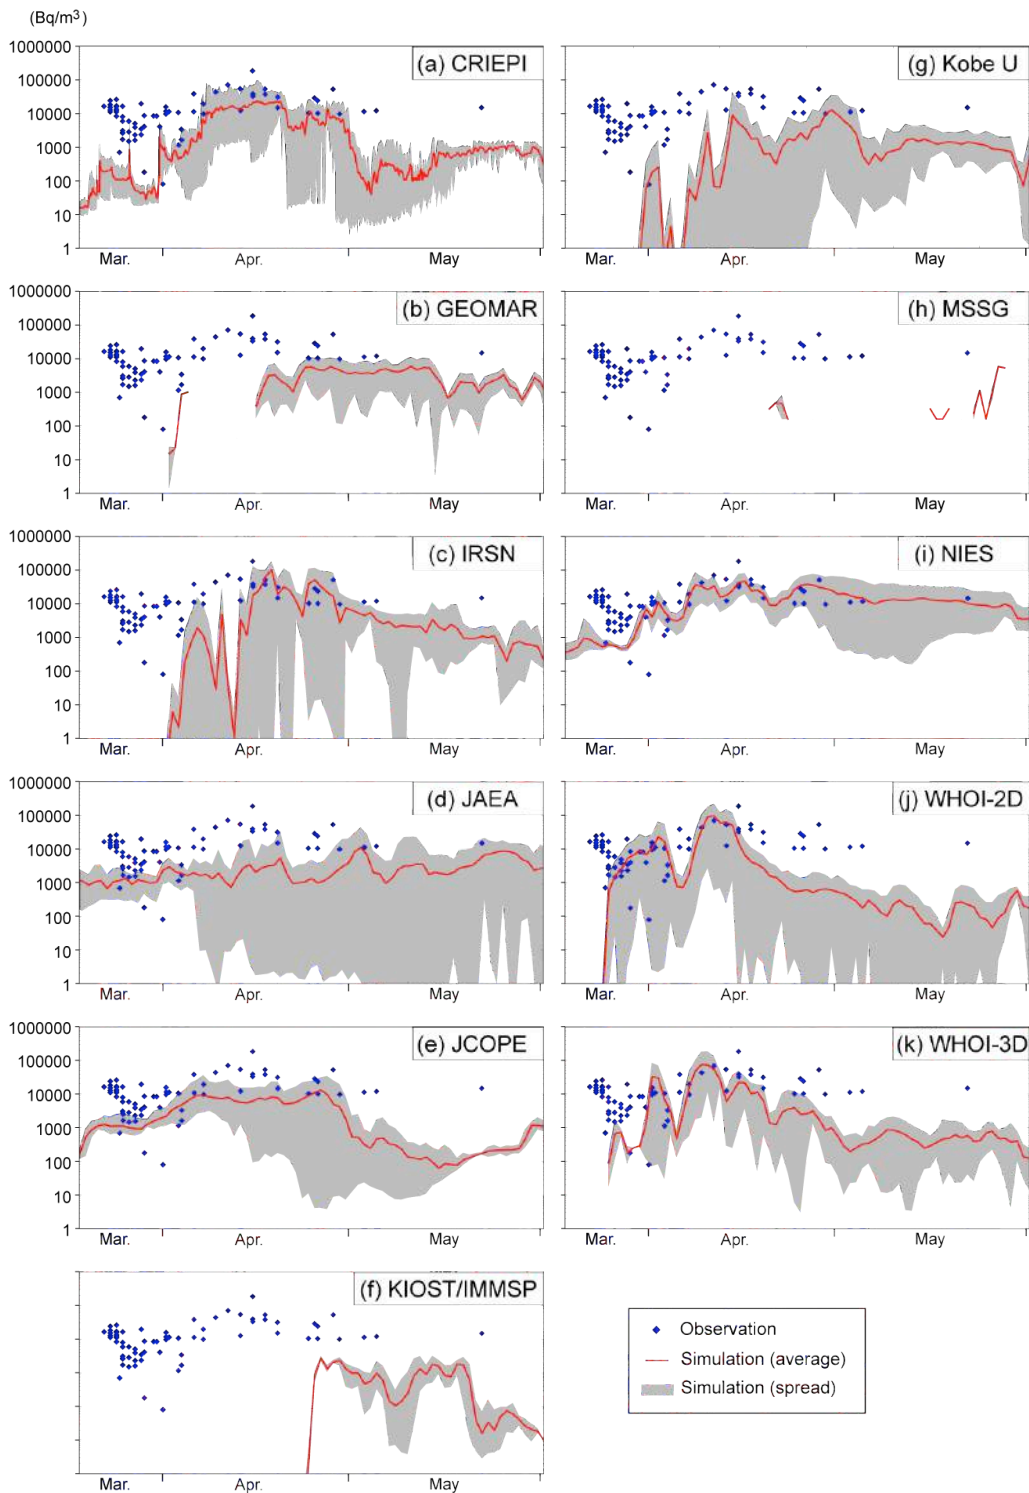 (Bq/m³)
1000000
100000
10000
1000
100
10
1
(a) CRIEPI
Mar. Apr. May
(g) Kobe U
Mar. Apr. May
1000000
100000
10000
1000
100
10
1
(b) GEOMAR
Mar. Apr. May
(h) MSSG
Mar. Apr. May
1000000
100000
10000
1000
100
10
1
(c) IRSN
Mar. Apr. May
(i) NIES
Mar. Apr. May
1000000
100000
10000
1000
100
10
1
(d) JAEA
Mar. Apr. May
(j) WHOI-2D
Mar. Apr. May
1000000
100000
10000
1000
100
10
1
(e) JCOPE
Mar. Apr. May
(k) WHOI-3D
Mar. Apr. May
(f) KIOST/IMMSP
Mar. Apr. May
Observation
Simulation (average)
Simulation (spread)